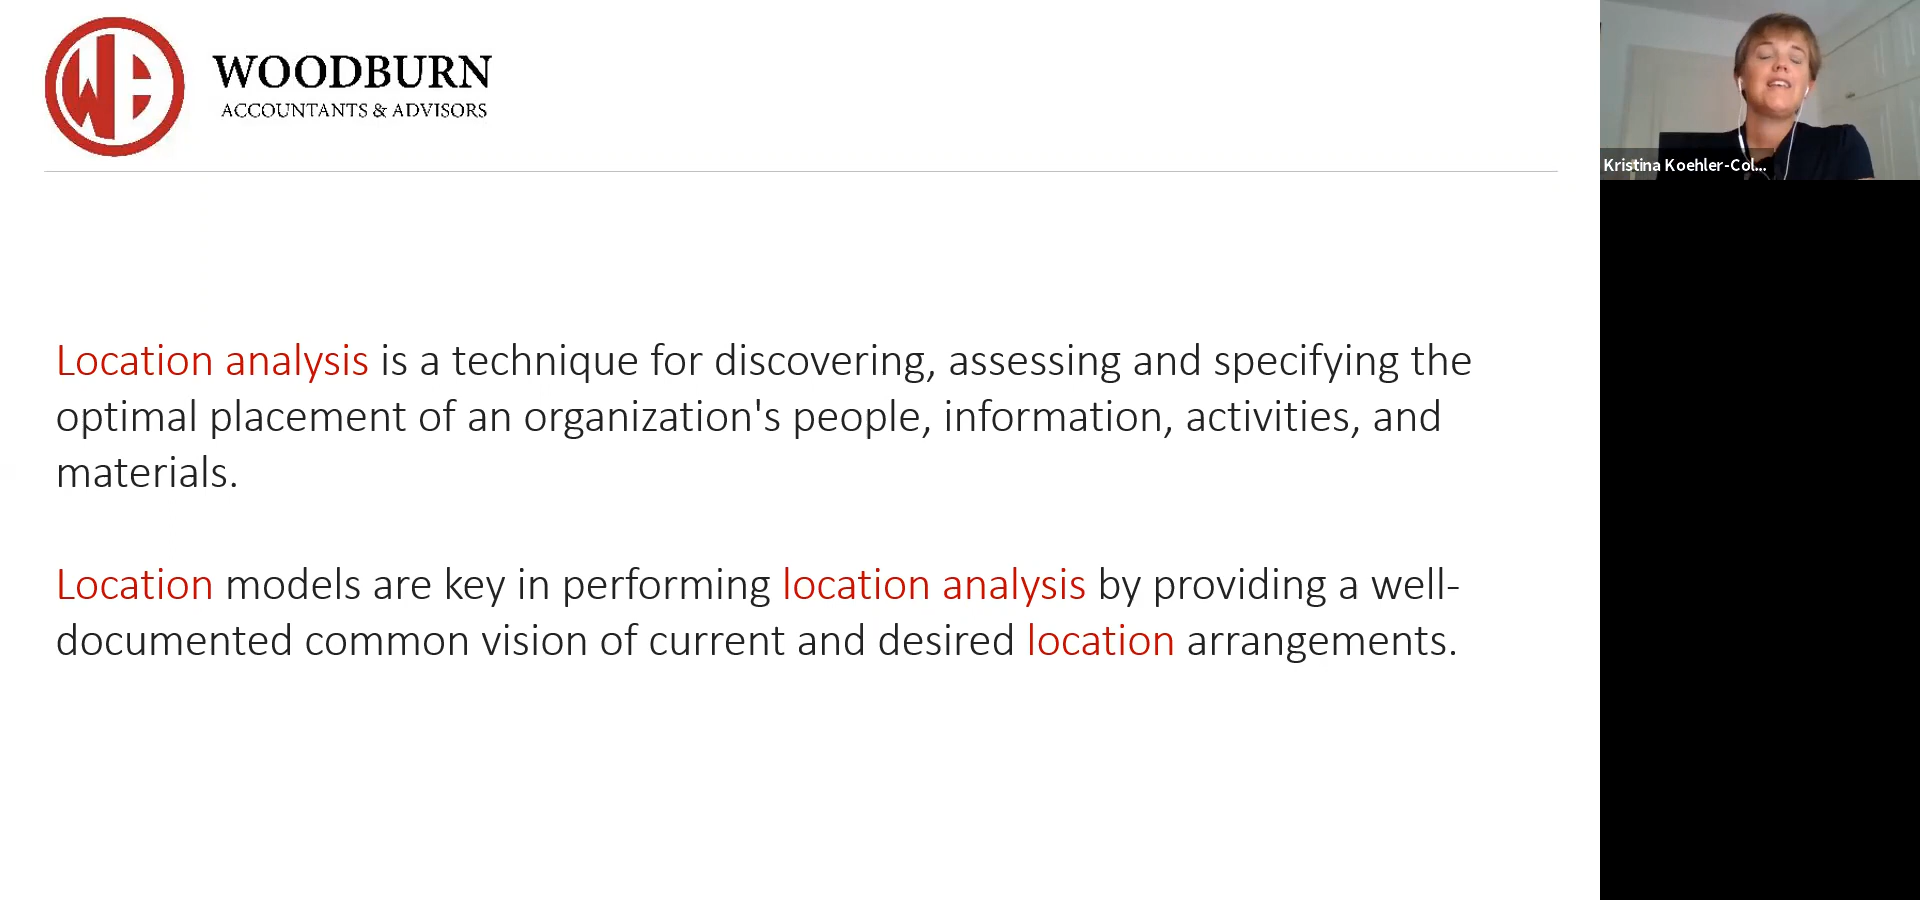 WOODBURN
ACCOUNTANTS & ADVISORS
Kristina Koehler-Col...
Location analysis is a technique for discovering, assessing and specifying the
optimal placement of an organization's people, information, activities, and
materials.
Location models are key in performing location analysis by providing a well-
documented common vision of current and desired location arrangements.